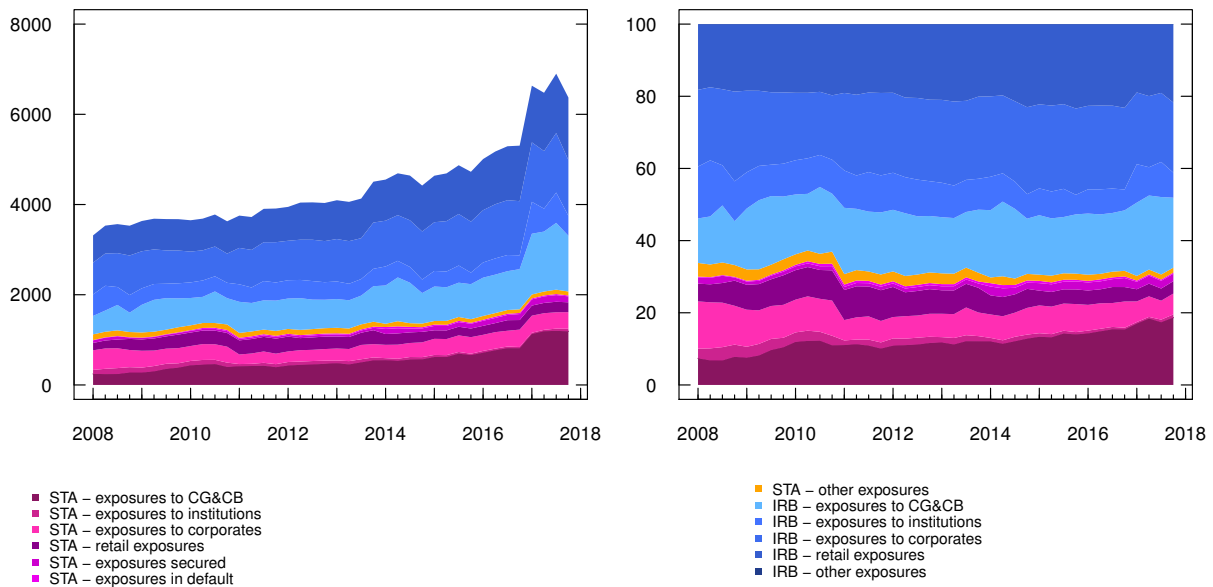 8000
6000
4000
2000
0
2008
2010
2012
2014
2016
2018
100
80
60
40
20
0
2008
2010
2012
2014
2016
2018
STA − exposures to CG&CB
STA − exposures to institutions
STA − exposures to corporates
STA − retail exposures
STA − exposures secured
STA − exposures in default
STA − other exposures
IRB − exposures to CG&CB
IRB − exposures to institutions
IRB − exposures to corporates
IRB − retail exposures
IRB − other exposures